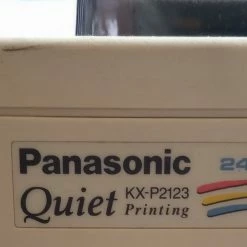 Panasonic 24
Quiet KX-P2123
Printing